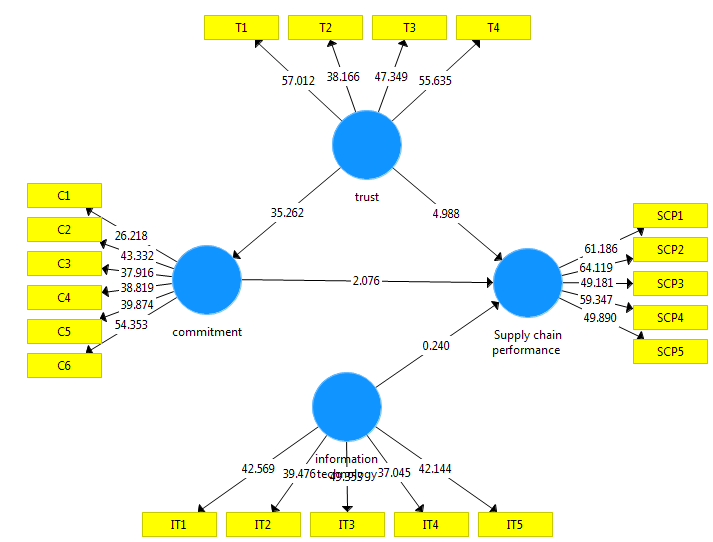 T1 T2 T3 T4
57.012 38.166 47.349 55.635
trust
35.262 4.988
C1
C2
C3
C4
C5
C6
26.218
43.332
37.916
38.819
39.874
54.353
commitment
2.076
SCP1
SCP2
SCP3
SCP4
SCP5
61.186
64.119
49.181
59.347
49.890
Supply chain
performance
0.240
information
technology
42.569 39.476 37.045 42.144
IT1 IT2 IT3 IT4 IT5